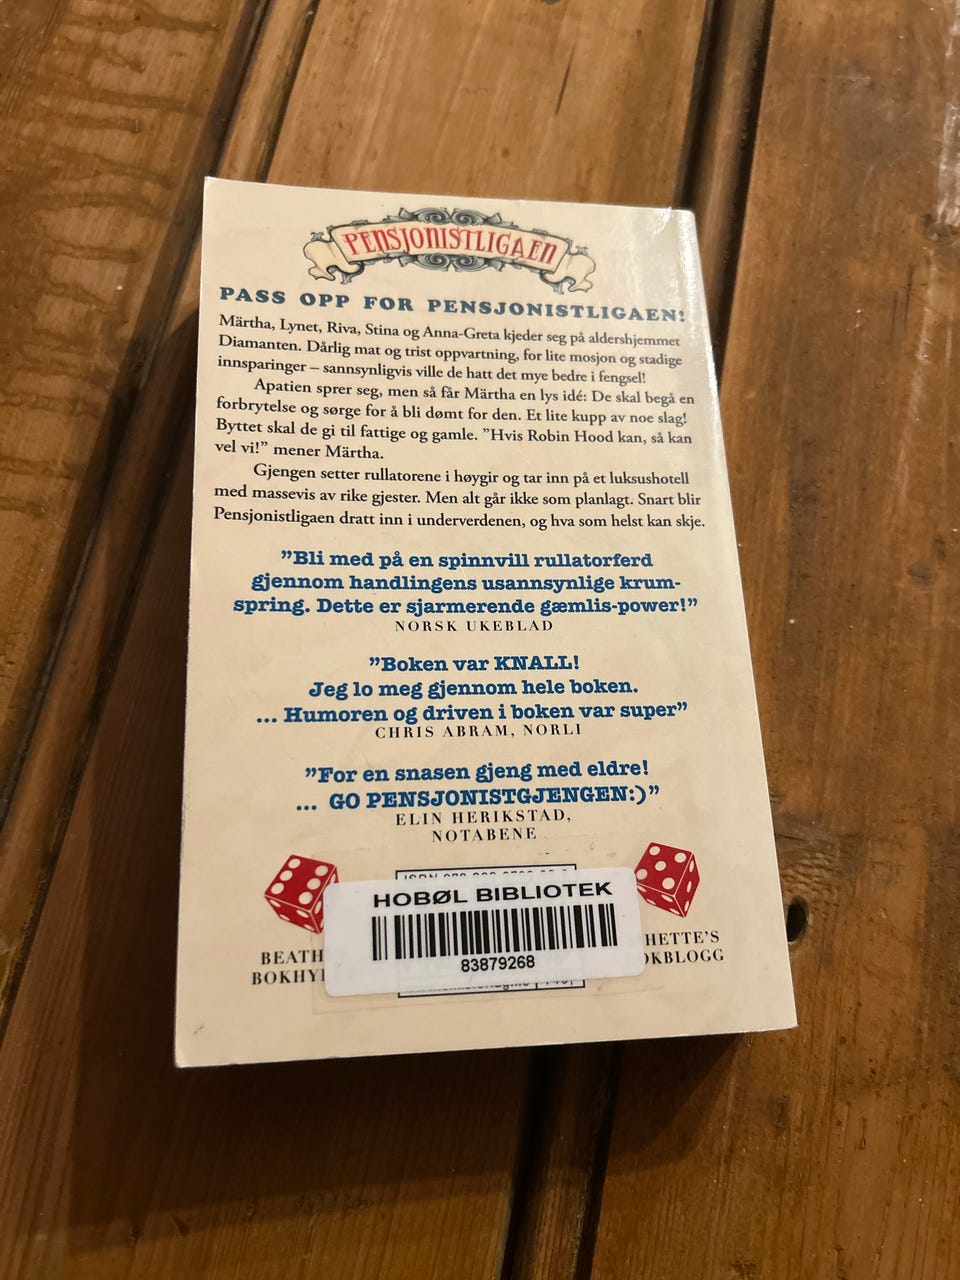 PENSJONISTLIGAEN
PASS OPP FOR PENSJONISTLIGAEN!
Märtha, Lynet, Riva, Stina og Anna-Greta kjeder seg på aldershjemmet
Diamanten. Dårlig mat og trist oppvartning, for lite mosjon og stadige
innsparinger – sannsynligvis ville de hatt det mye bedre i fengsel!
Apatien sprer seg, men så får Märtha en lys idé: De skal begå en
forbrytelse og sørge for å bli dømt for den. Et lite kupp av noe slag!
Byttet skal de gi til fattige og gamle. ”Hvis Robin Hood kan, så kan
vel vi!” mener Märtha.
Gjengen setter rullatorene i høygir og tar inn på et luksushotell
med massevis av rike gjester. Men alt går ikke som planlagt. Snart blir
Pensjonistligaen dratt inn i underverdenen, og hva som helst kan skje.
”Bli med på en spinnvill rullatorferd
gjennom handlingens usannsynlige krum-
spring. Dette er sjarmerende gæmlis-power!”
NORSK UKEBLAD
”Boken var KNALL!
Jeg lo meg gjennom hele boken.
... Humoren og driven i boken var super”
CHRIS ABRAM, NORLI
”For en snasen gjeng med eldre!
... GO PENSJONISTGJENGEN:)”
ELIN HERIKSTAD,
NOTABENE
HOBØL BIBLIOTEK
83879268
BEATH
BOKHY
HETTE’S
OKBLOGG